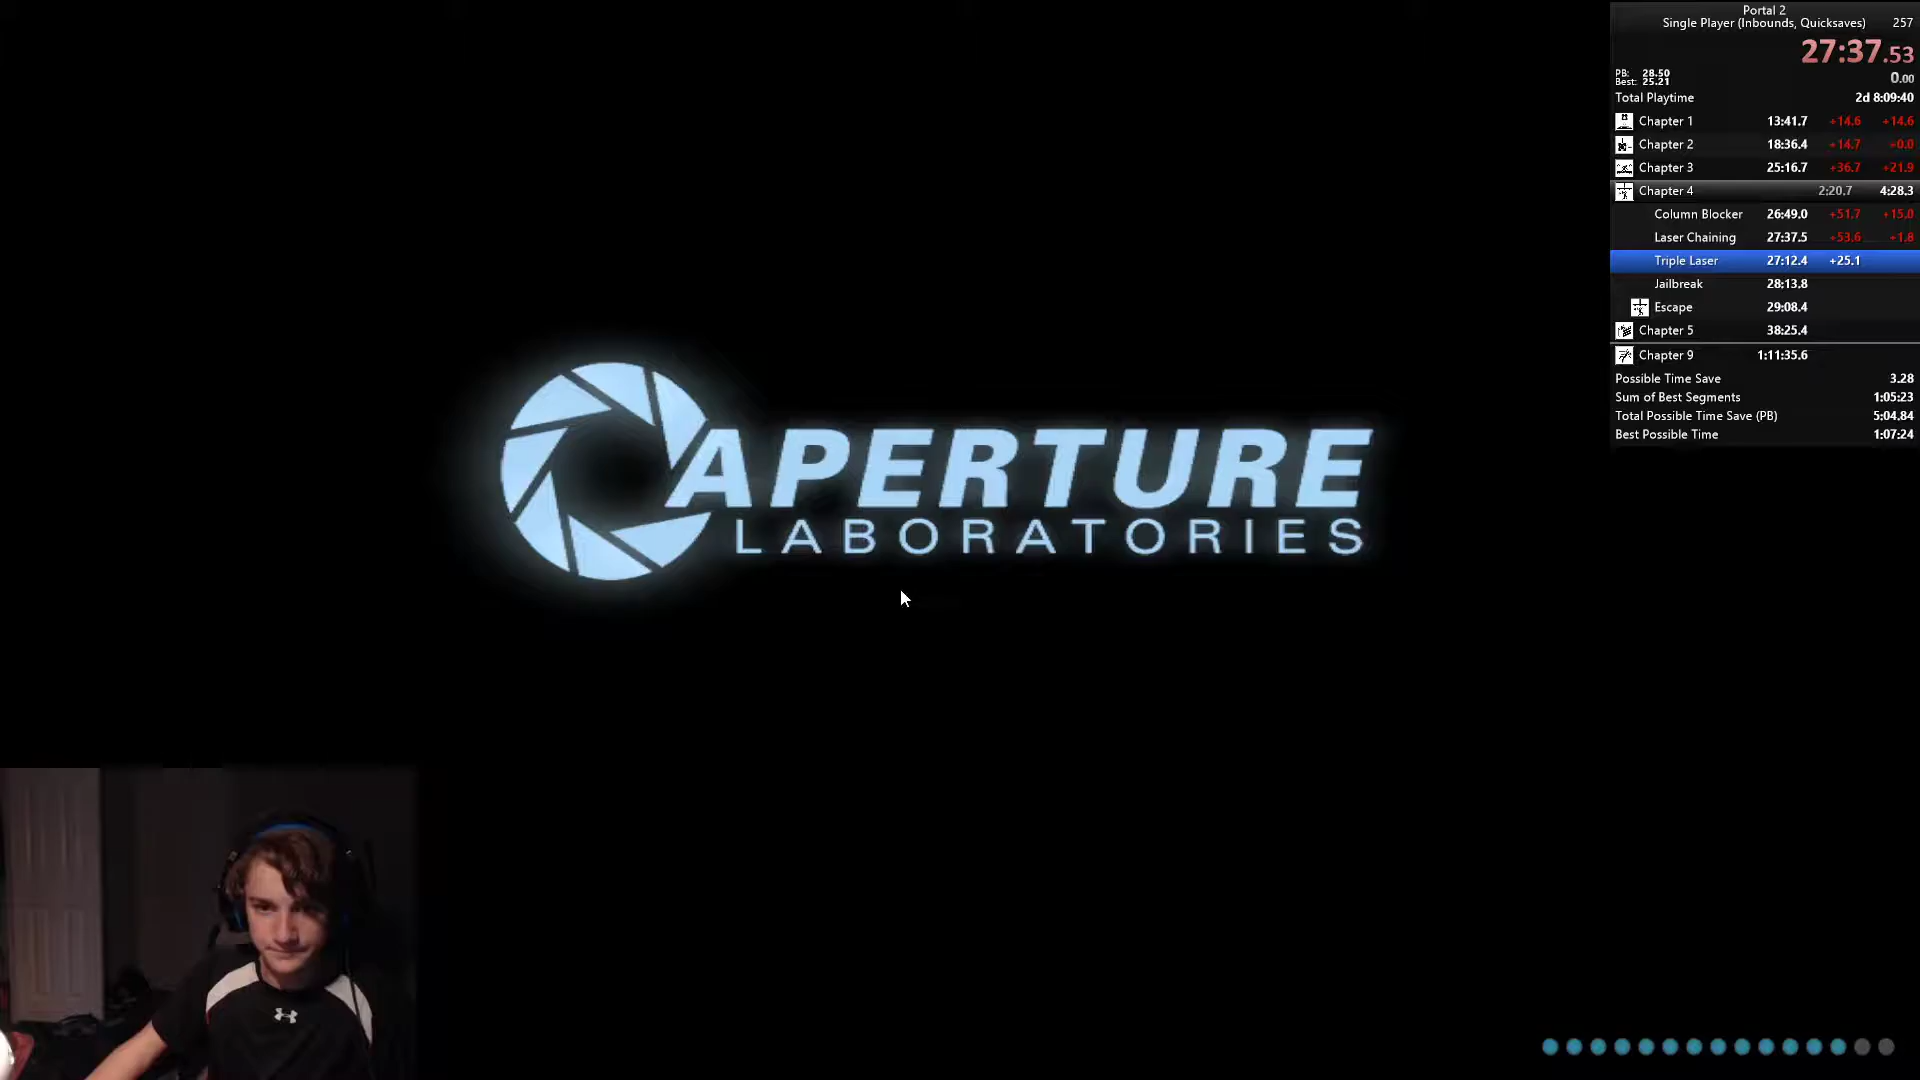 Portal 2
Single Player (Inbounds, Quicksaves) 257
27:37.53
PB: 28.50 0.00
Best: 25.21
Total Playtime 2d 8:09:40
Chapter 1 13:41.7 +14.6 +14.6
Chapter 2 18:36.4 +14.7 +0.0
Chapter 3 25:16.7 +36.7 +21.9
Chapter 4 2:20.7 4:28.3
Column Blocker 26:49.0 +51.7 +15.0
Laser Chaining 27:37.5 +53.6 +1.8
Triple Laser 27:12.4 +25.1
Jailbreak 28:13.8
Escape 29:08.4
Chapter 5 38:25.4
Chapter 9 1:11:35.6
Possible Time Save 3.28
Sum of Best Segments 1:05:23
Total Possible Time Save (PB) 5:04.84
Best Possible Time 1:07:24
APERTURE
LABORATORIES